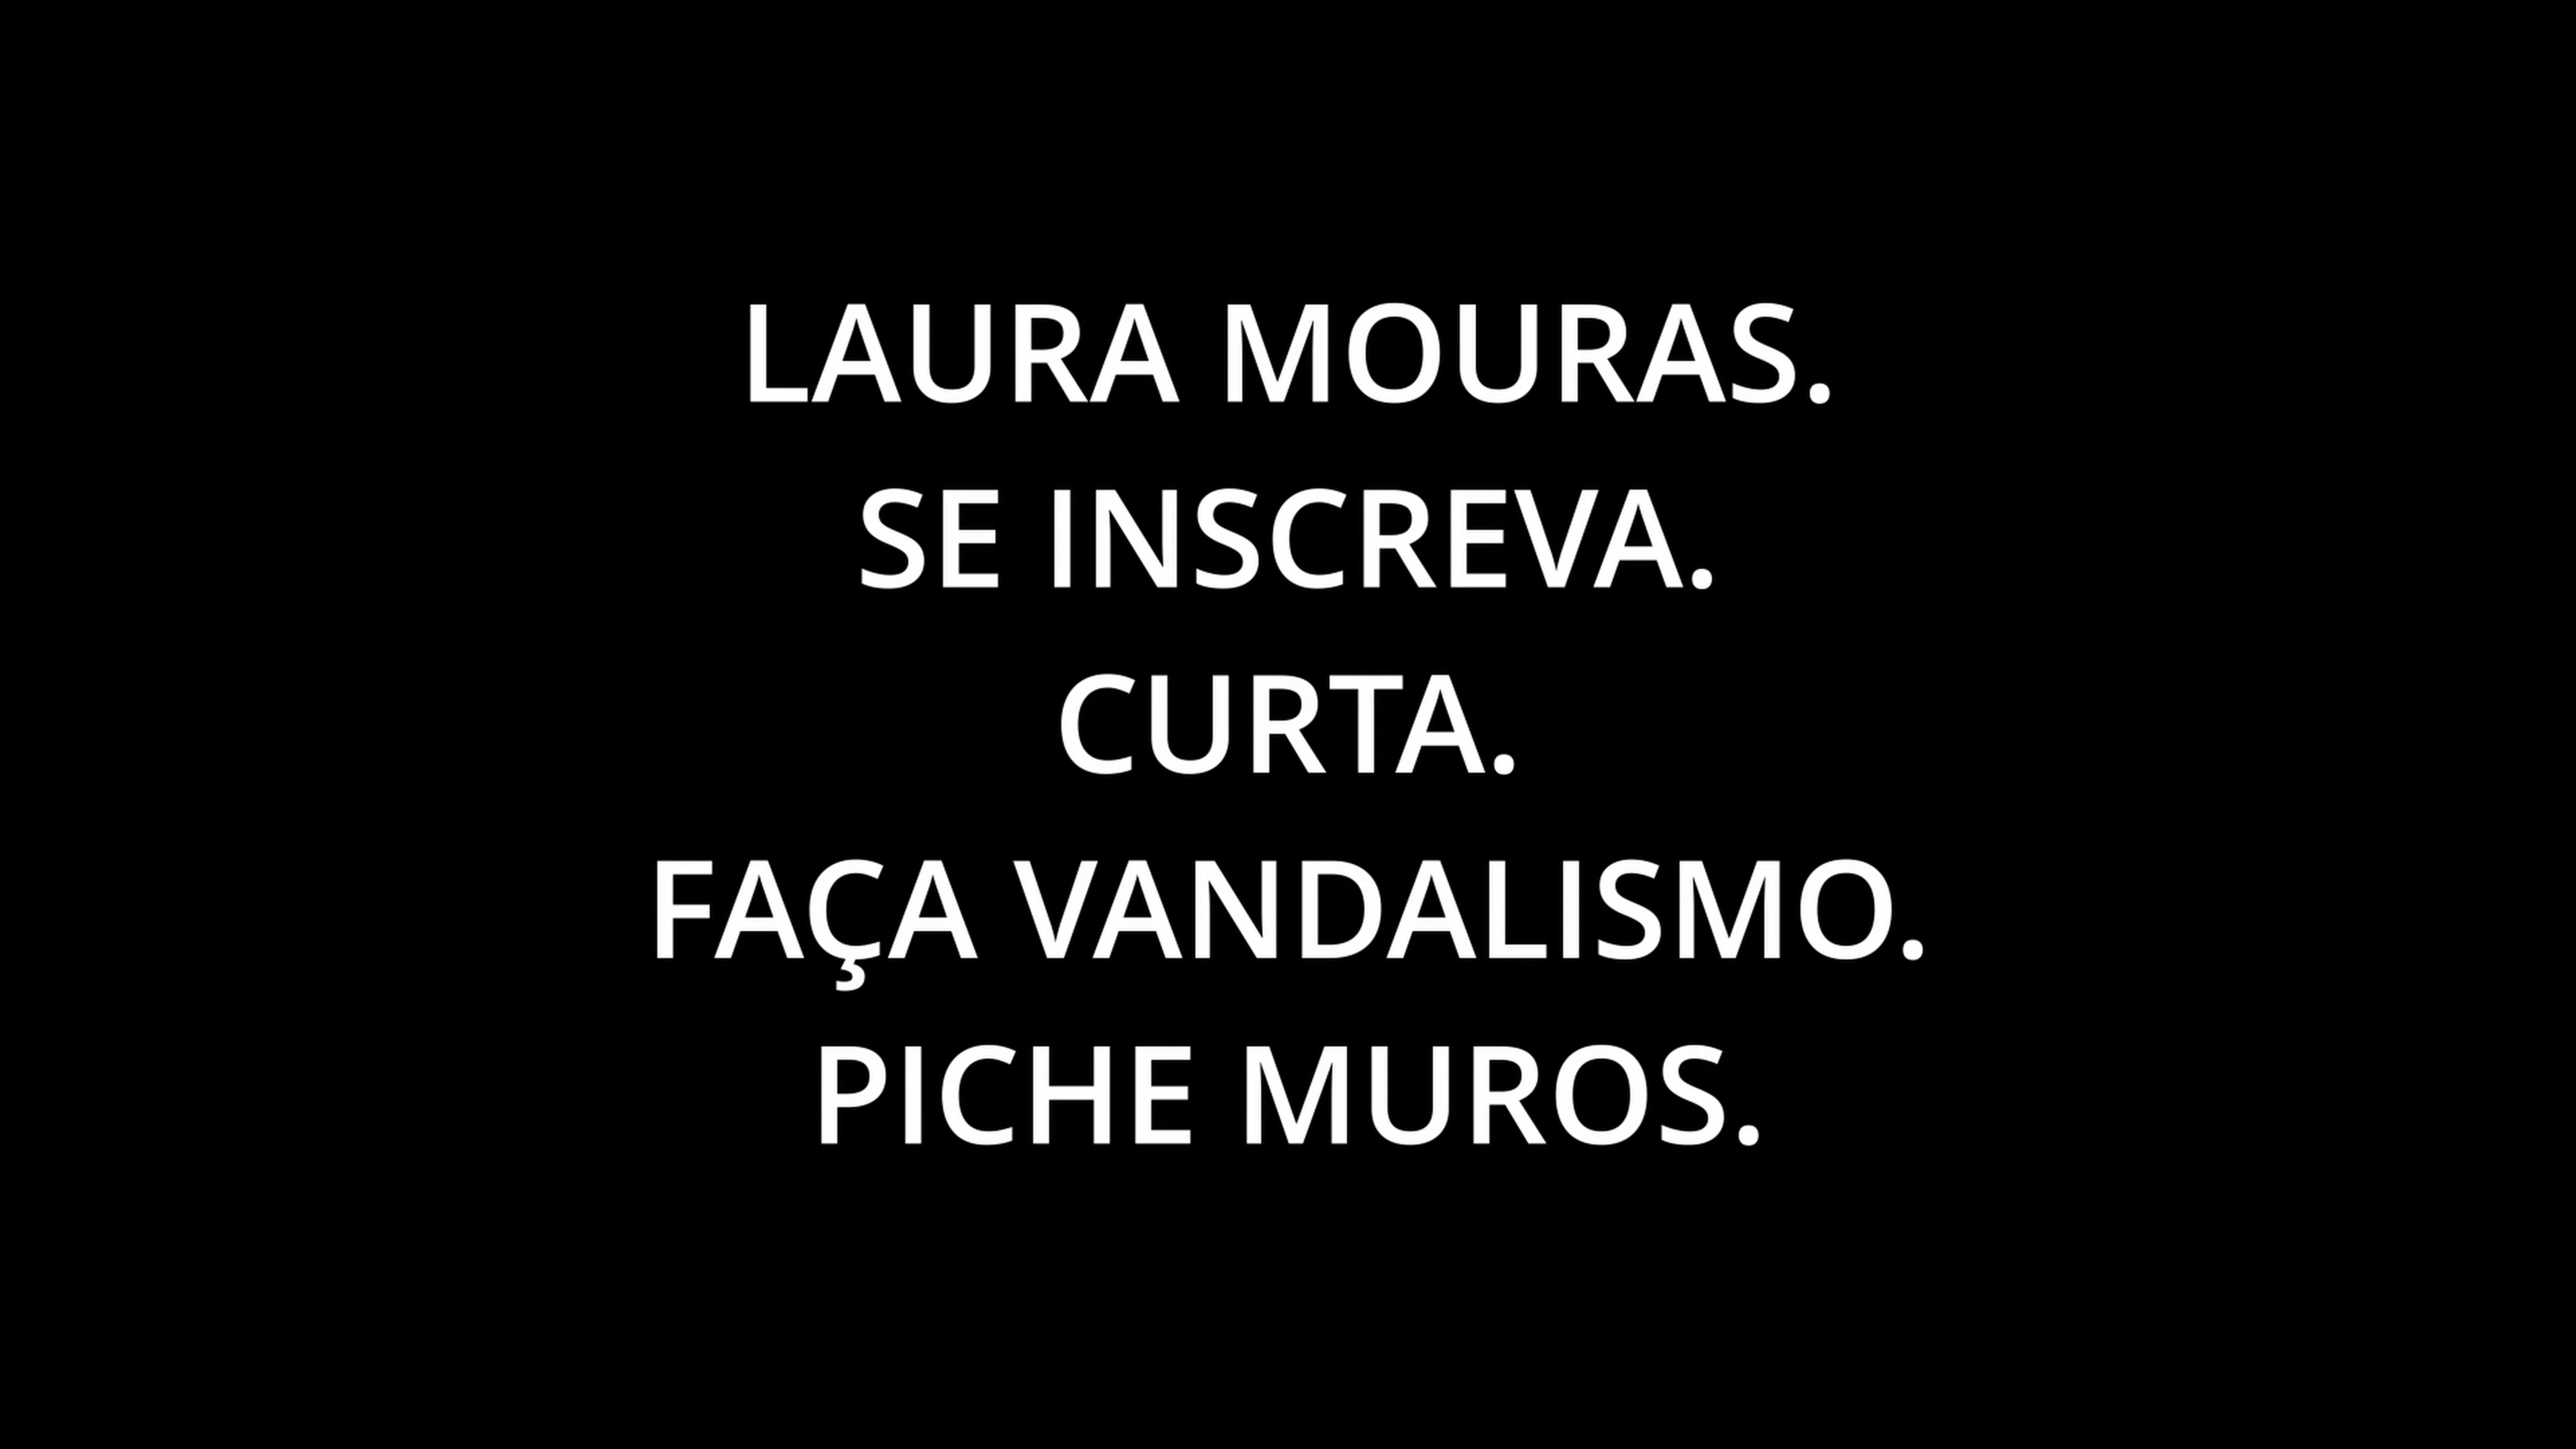 LAURA MOURAS.
SE INSCREVA.
CURTA.
FAÇA VANDALISMO.
PICHE MUROS.